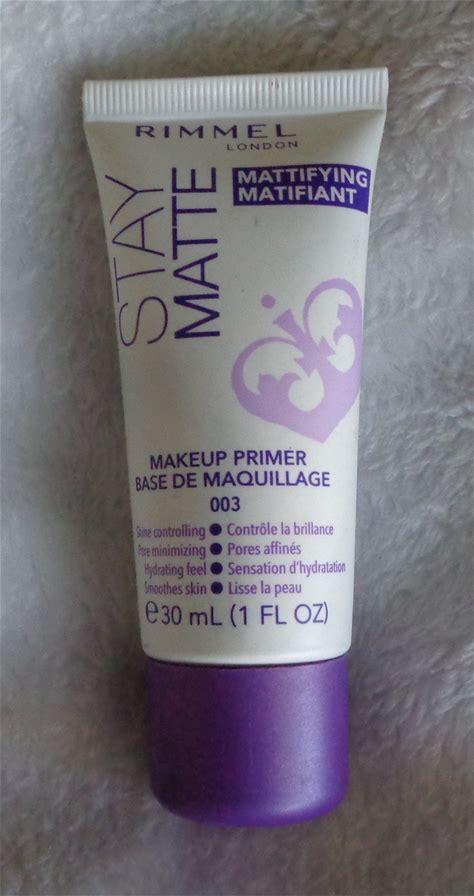 RIMMEL
LONDON
MATTIFYING
MATIFIANT
STAY
MATTE
MAKEUP PRIMER
BASE DE MAQUILLAGE
003
Shine controlling ● Contrôle la brillance
Pore minimizing ● Pores affinés
Hydrating feel ● Sensation d'hydratation
Smoothes skin ● Lisse la peau
℮30 mL (1 FL OZ)